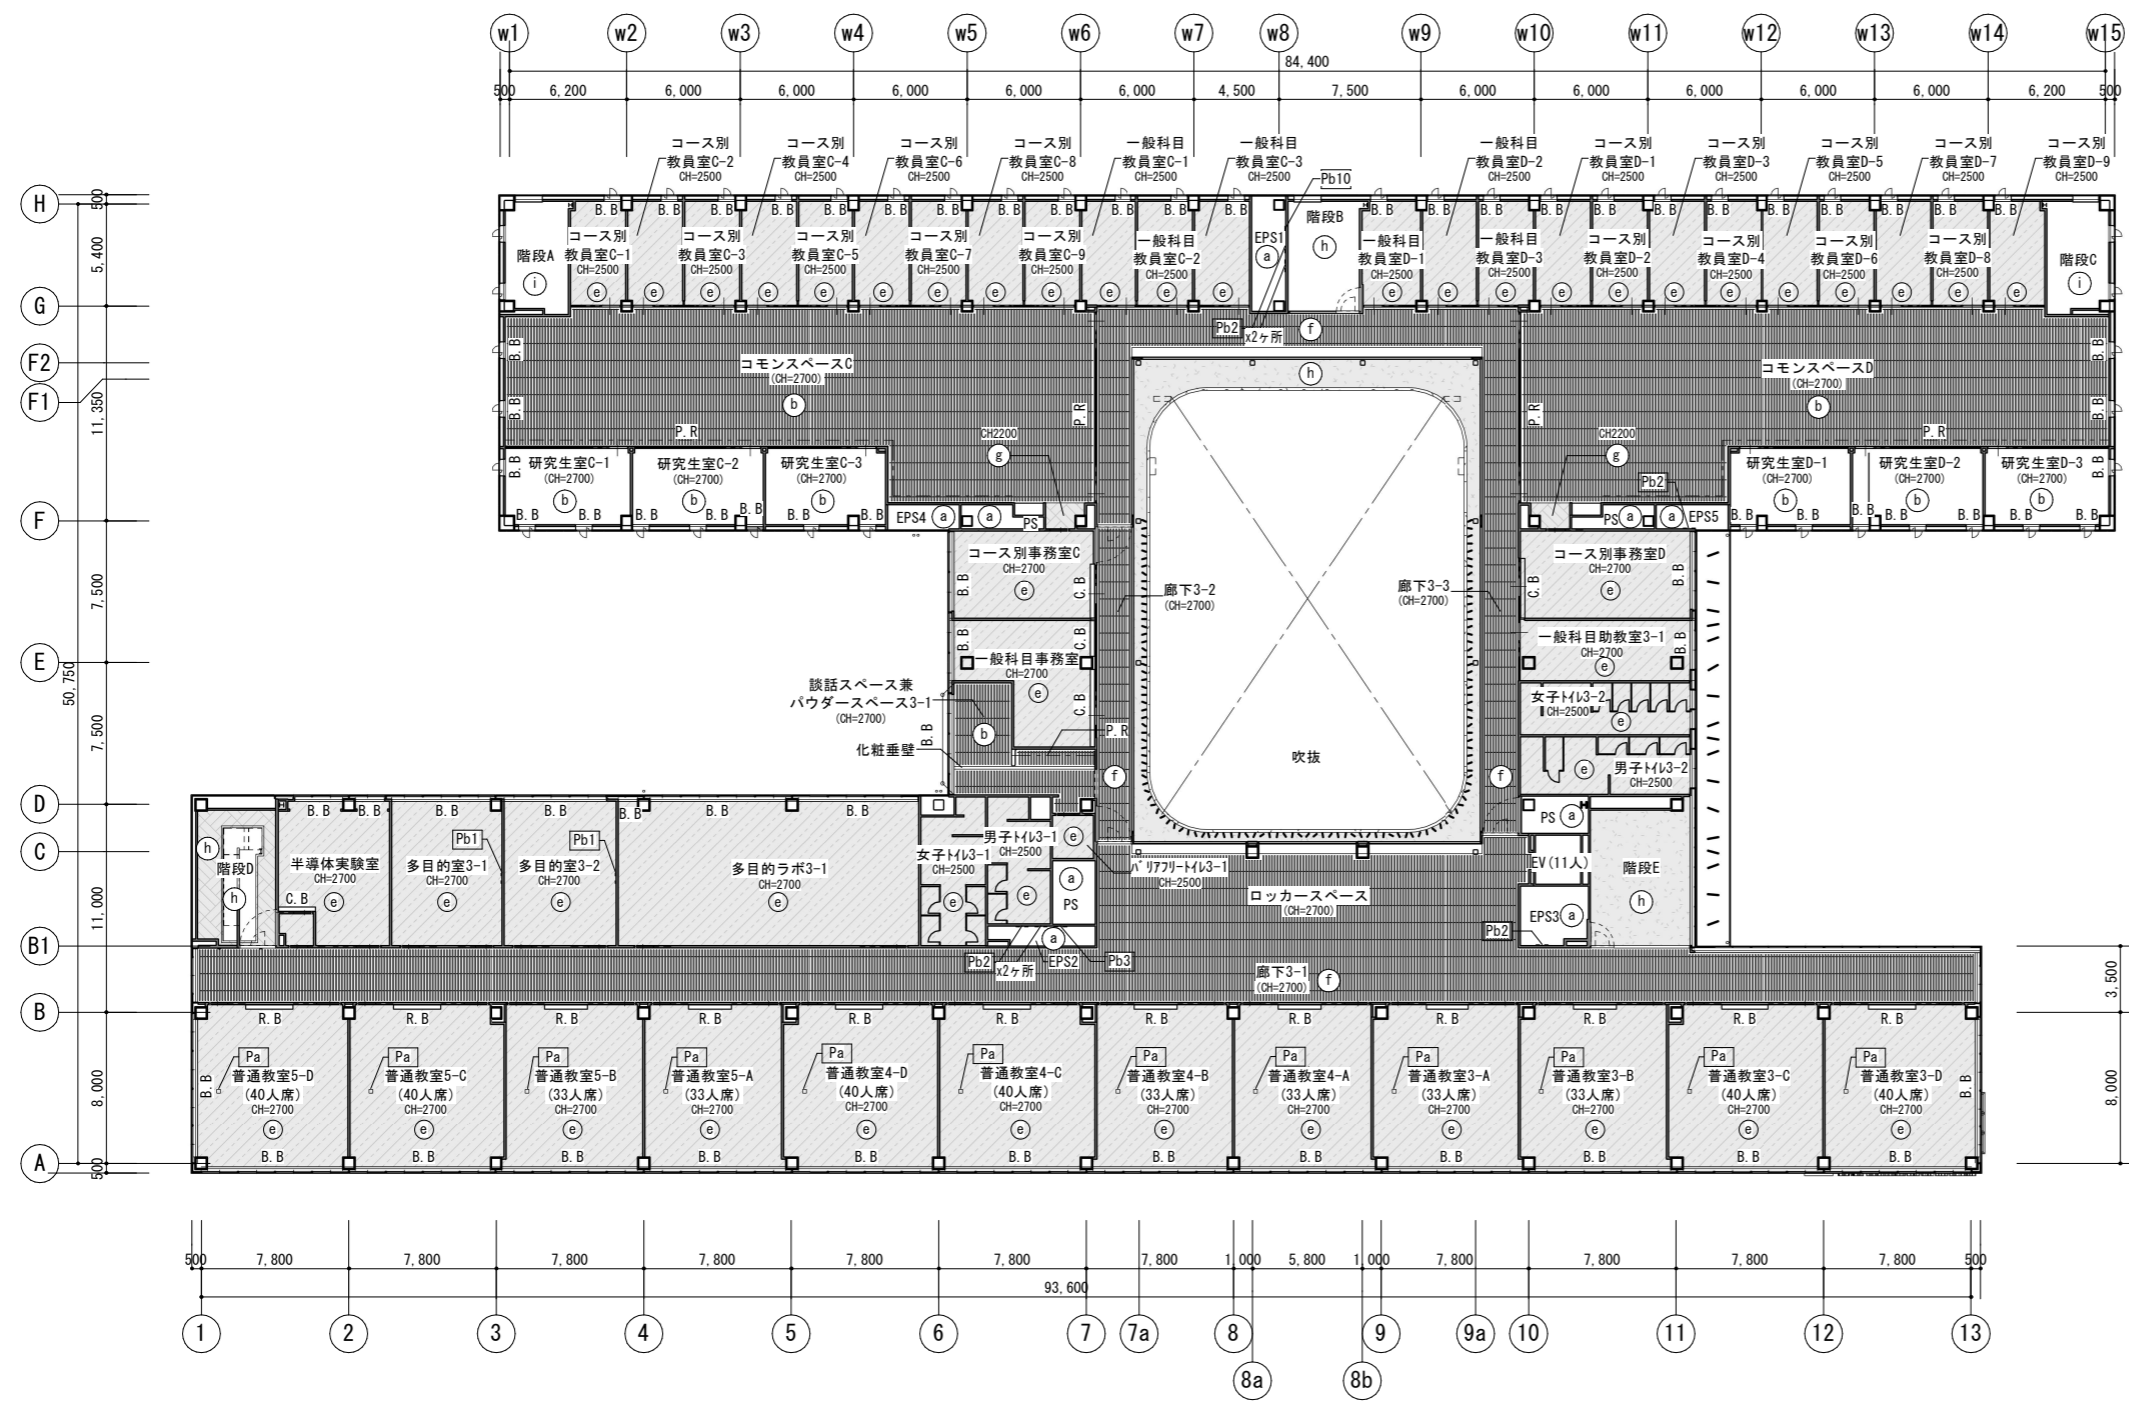 w1 w2 w3 w4 w5 w6 w7 w8 w9 w10 w11 w12 w13 w14 w15
84,400
500 6,200 6,000 6,000 6,000 6,000 6,000 4,500 7,500 6,000 6,000 6,000 6,000 6,000 6,200 500
コース別 コース別 コース別 コース別 一般科目 一般科目 一般科目 コース別 コース別 コース別 コース別 コース別
教員室C-2 教員室C-4 教員室C-6 教員室C-8 教員室C-1 教員室C-3 教員室D-2 教員室D-1 教員室D-3 教員室D-5 教員室D-7 教員室D-9
CH=2500 CH=2500 CH=2500 CH=2500 CH=2500 CH=2500 CH=2500 CH=2500 CH=2500 CH=2500 CH=2500 CH=2500
Pb10
H 500
B.B B.B B.B B.B B.B B.B B.B B.B B.B B.B B.B B.B B.B B.B B.B B.B B.B B.B B.B B.B B.B B.B B.B B.B
階段A
i
コース別
教員室C-1
CH=2500
コース別
教員室C-3
CH=2500
コース別
教員室C-5
CH=2500
コース別
教員室C-7
CH=2500
コース別
教員室C-9
CH=2500
一般科目
教員室C-2
CH=2500
EPS1
a
階段B
h
一般科目
教員室D-1
CH=2500
一般科目
教員室D-3
CH=2500
コース別
教員室D-2
CH=2500
コース別
教員室D-4
CH=2500
コース別
教員室D-6
CH=2500
コース別
教員室D-8
CH=2500
階段C
i
5,400
e e e e e e e e e e e e e e e e e e e e e e e e
G
Pb2
x2ヶ所
f
F2
F1
11,350
B.B
B.B
コモンスペースC
(CH=2700)
b
P.R
P.R
CH2200
g
h
P.R
コモンスペースD
(CH=2700)
b
P.R
CH2200
g
Pb2
B.B
B.B
B.B
研究生室C-1
(CH=2700)
b
B.B B.B
研究生室C-2
(CH=2700)
b
B.B B.B B.B
研究生室C-3
(CH=2700)
b
B.B B.B
EPS4 a a PS
PS a a EPS5
研究生室D-1
(CH=2700)
b
B.B B.B B.B
研究生室D-2
(CH=2700)
b
B.B B.B
研究生室D-3
(CH=2700)
b
B.B B.B
B.B
F
7,500
コース別事務室C
CH=2700
e
B.B
C.B
廊下3-2
(CH=2700)
廊下3-3
(CH=2700)
コース別事務室D
CH=2700
e
C.B
B.B
E
50,750
一般科目事務室
CH=2700
e
B.B
C.B
C.B
一般科目助教室3-1
CH=2700
e
B.B
談話スペース兼
パウダースペース3-1
(CH=2700)
b
B.B
化粧垂壁
P.R
7,500
f
吹抜
f
女子トイレ3-2
CH=2500
e
e
男子トイレ3-2
CH=2500
D
C
h
階段D
h
B.B B.B
半導体実験室
CH=2700
e
C.B
B.B
多目的室3-1
CH=2700
e
Pb1
B.B
多目的室3-2
CH=2700
e
Pb1
B.B
B.B B.B
多目的ラボ3-1
CH=2700
e
女子トイレ3-1
CH=2500
e
男子トイレ3-1
CH=2500
e
e
バリアフリートイレ3-1
CH=2500
a
PS
ロッカースペース
(CH=2700)
PS a
EV(11人)
EPS3 a
階段E
h
11,000
B1
a
Pb2
x2ヶ所
EPS2
Pb3
Pb2
廊下3-1
(CH=2700)
f
3,500
B
R.B R.B R.B R.B R.B R.B R.B R.B R.B R.B R.B R.B
Pa Pa Pa Pa Pa Pa Pa Pa Pa Pa Pa Pa
普通教室5-D 普通教室5-C 普通教室5-B 普通教室5-A 普通教室4-D 普通教室4-C 普通教室4-B 普通教室4-A 普通教室3-A 普通教室3-B 普通教室3-C 普通教室3-D
(40人席) (40人席) (33人席) (33人席) (40人席) (40人席) (33人席) (33人席) (33人席) (33人席) (40人席) (40人席)
CH=2700 CH=2700 CH=2700 CH=2700 CH=2700 CH=2700 CH=2700 CH=2700 CH=2700 CH=2700 CH=2700 CH=2700
B.B
B.B
8,000
8,000
e e e e e e e e e e e e
B.B B.B B.B B.B B.B B.B B.B B.B B.B B.B B.B B.B
A
500
500 7,800 7,800 7,800 7,800 7,800 7,800 7,800 1,000 5,800 1,000 7,800 7,800 7,800 7,800 500
93,600
1 2 3 4 5 6 7 7a 8 9 9a 10 11 12 13
8a 8b